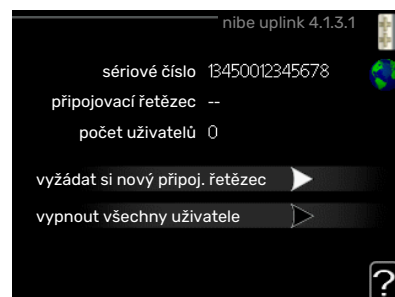 nibe uplink 4.1.3.1
sériové číslo 13450012345678
připojovací řetězec --
počet uživatelů 0
vyžádat si nový připoj. řetězec
vypnout všechny uživatele
?